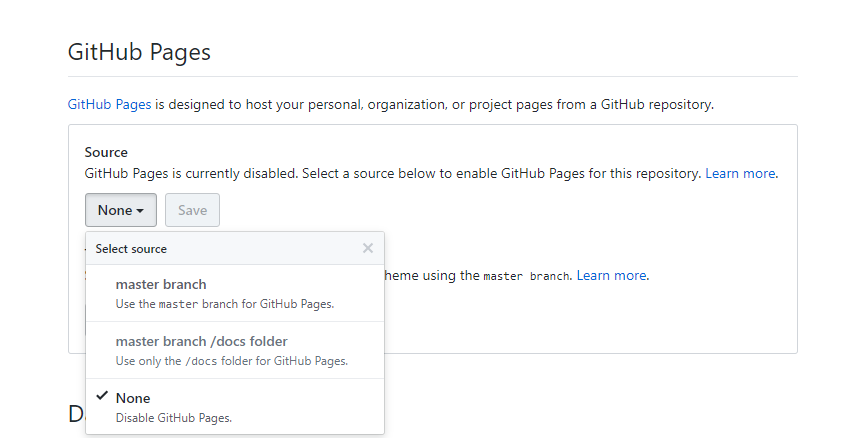 GitHub Pages
GitHub Pages is designed to host your personal, organization, or project pages from a GitHub repository.
Source
GitHub Pages is currently disabled. Select a source below to enable GitHub Pages for this repository. Learn more.
None Save
Select source
heme using the master branch. Learn more.
master branch
Use the master branch for GitHub Pages.
master branch /docs folder
Use only the /docs folder for GitHub Pages.
None
Disable GitHub Pages.